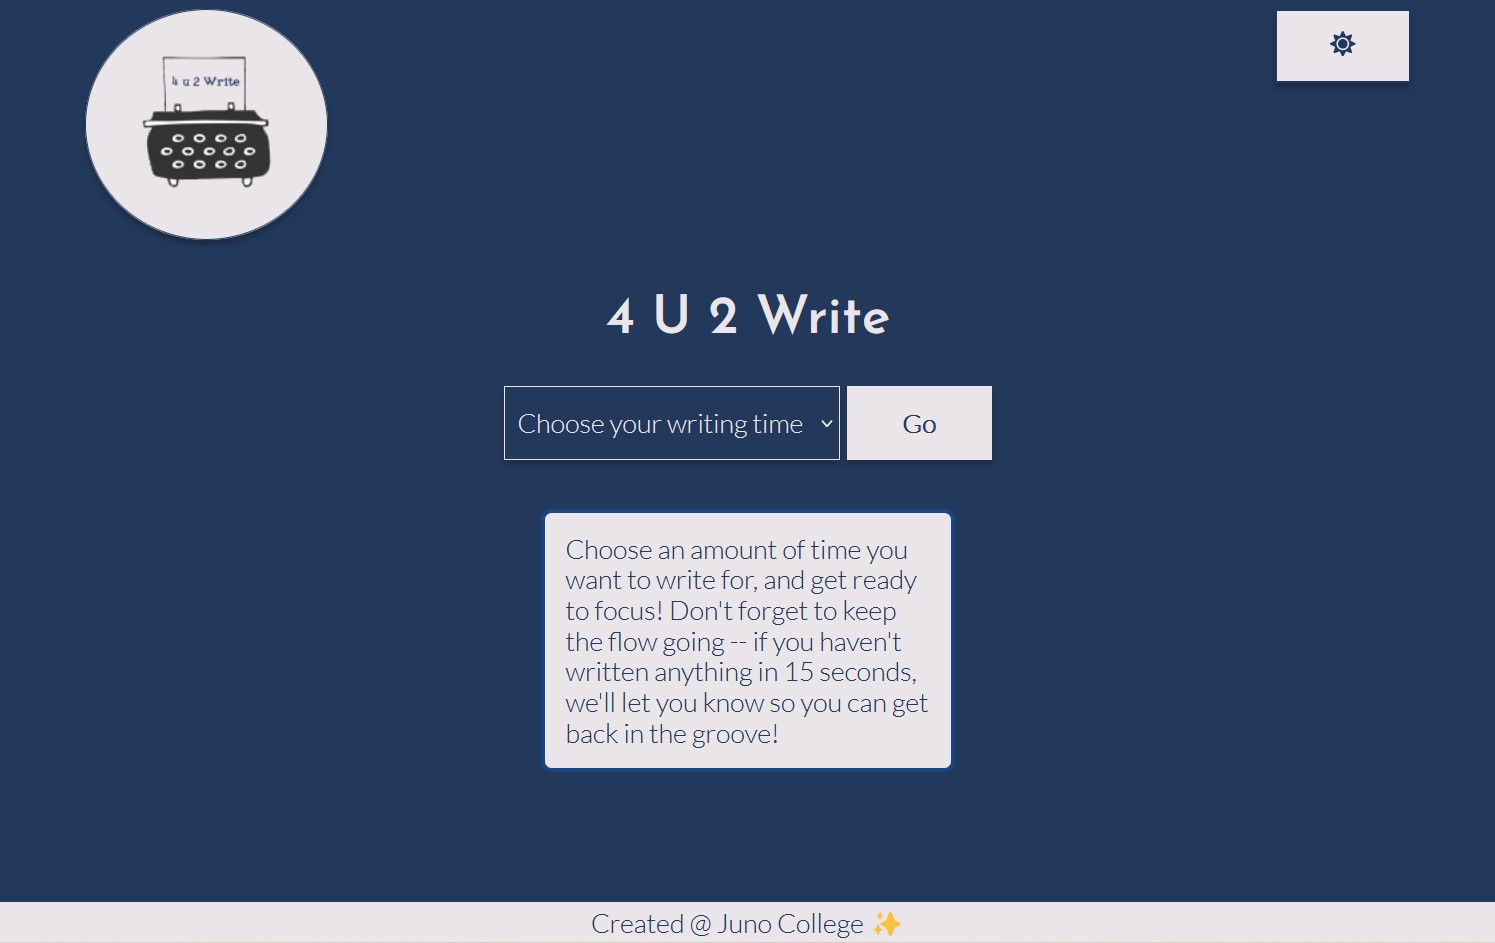 4 u 2 Write
4 U 2 Write
Choose your writing time
Go
Choose an amount of time you
want to write for, and get ready
to focus! Don't forget to keep
the flow going -- if you haven't
written anything in 15 seconds,
we'll let you know so you can get
back in the groove!
Created @ Juno College ✨